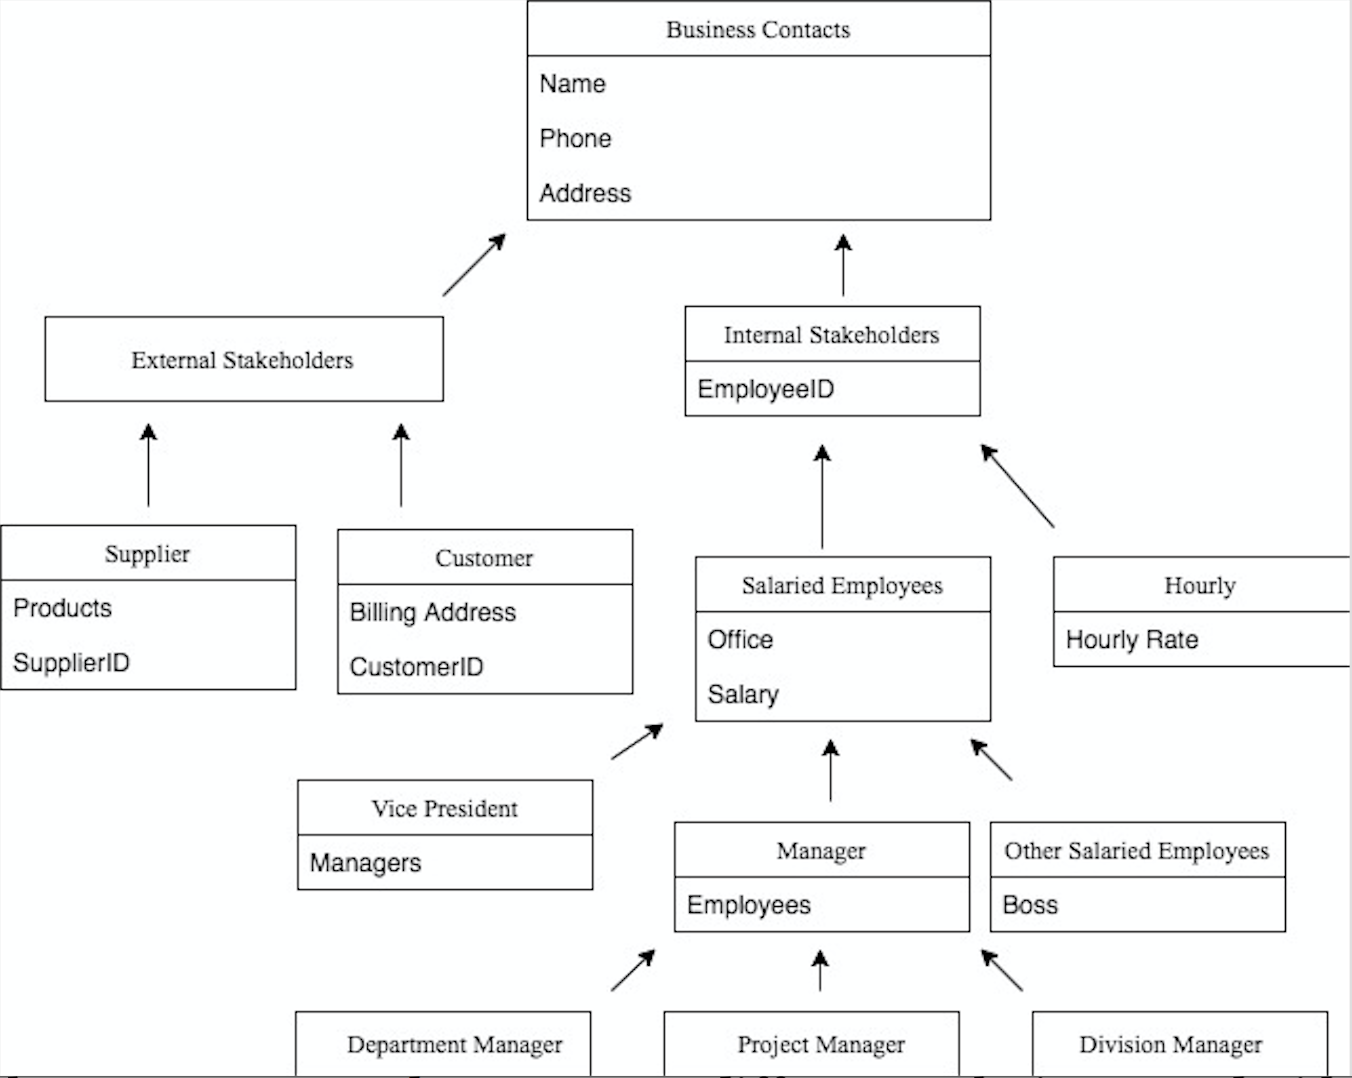 Business Contacts
Name
Phone
Address
External Stakeholders
Internal Stakeholders
EmployeeID
Supplier
Products
SupplierID
Customer
Billing Address
CustomerID
Salaried Employees
Office
Salary
Hourly
Hourly Rate
Vice President
Managers
Manager
Employees
Other Salaried Employees
Boss
Department Manager
Project Manager
Division Manager